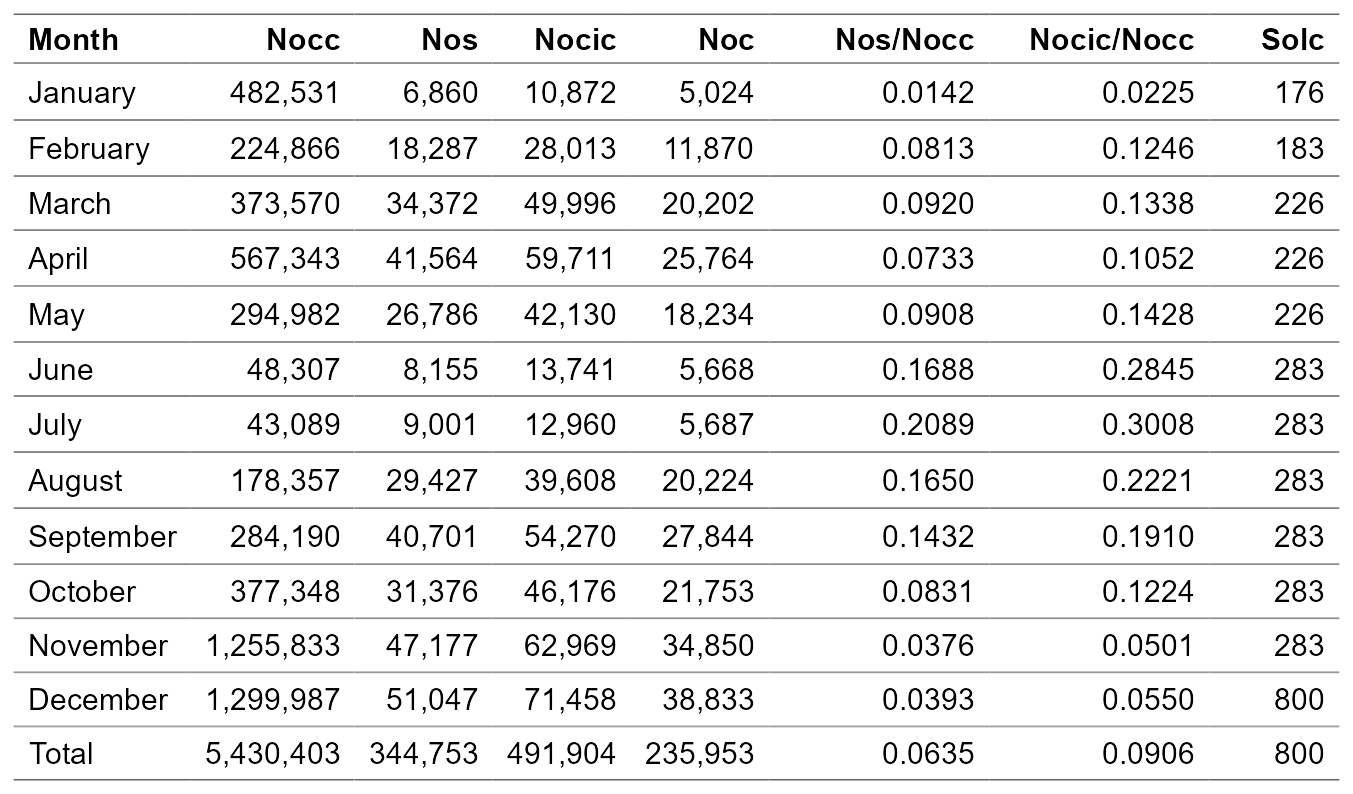 Month Nocc Nos Nocic Noc Nos/Nocc Nocic/Nocc Solc
January 482,531 6,860 10,872 5,024 0.0142 0.0225 176
February 224,866 18,287 28,013 11,870 0.0813 0.1246 183
March 373,570 34,372 49,996 20,202 0.0920 0.1338 226
April 567,343 41,564 59,711 25,764 0.0733 0.1052 226
May 294,982 26,786 42,130 18,234 0.0908 0.1428 226
June 48,307 8,155 13,741 5,668 0.1688 0.2845 283
July 43,089 9,001 12,960 5,687 0.2089 0.3008 283
August 178,357 29,427 39,608 20,224 0.1650 0.2221 283
September 284,190 40,701 54,270 27,844 0.1432 0.1910 283
October 377,348 31,376 46,176 21,753 0.0831 0.1224 283
November 1,255,833 47,177 62,969 34,850 0.0376 0.0501 283
December 1,299,987 51,047 71,458 38,833 0.0393 0.0550 800
Total 5,430,403 344,753 491,904 235,953 0.0635 0.0906 800